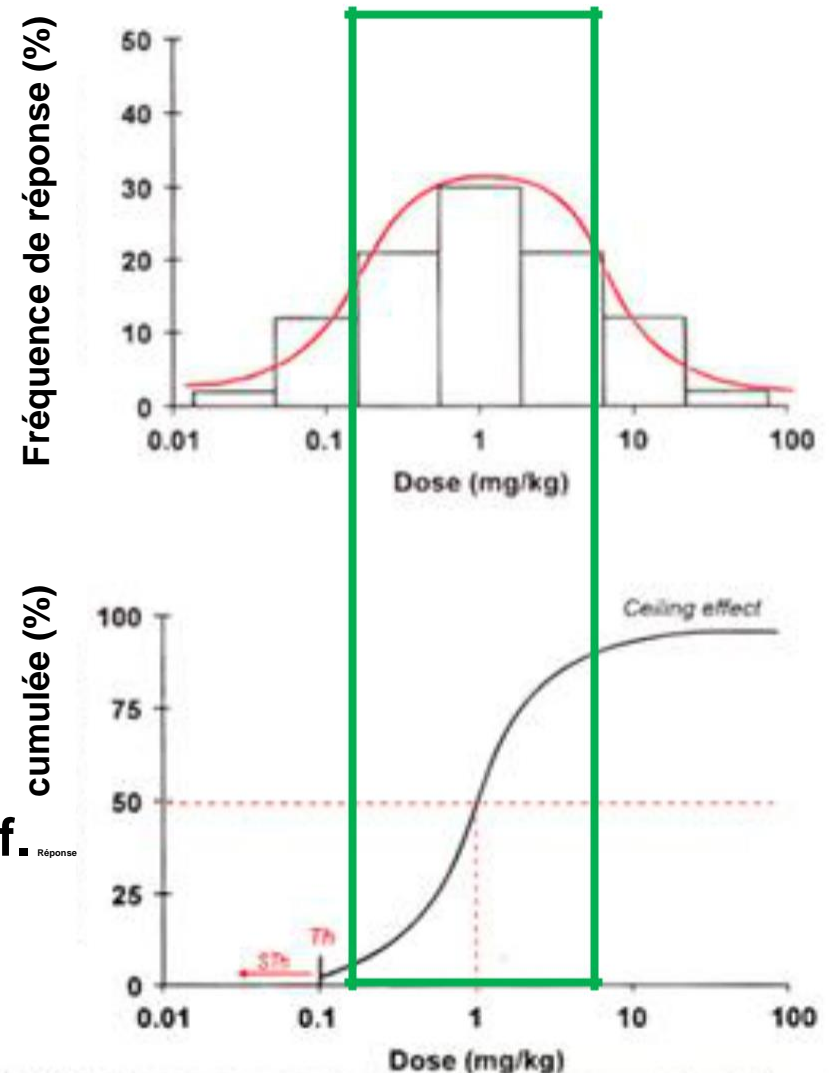 Fréquence de réponse (%)
50
40
30
20
10
0
0.01 0.1 1 10 100
Dose (mg/kg)
f. Réponse
cumulée (%)
Ceiling effect
100
75
50
25
0
Th
STh
0.01 0.1 1 10 100
Dose (mg/kg)